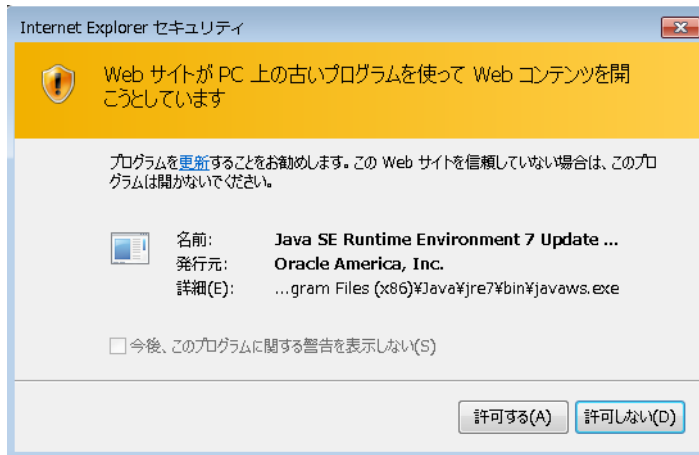 Internet Explorer セキュリティ
Web サイトが PC 上の古いプログラムを使って Web コンテンツを開
こうとしています
プログラムを更新することをお勧めします。この Web サイトを信頼していない場合は、このプロ
グラムは開かないでください。
名前: Java SE Runtime Environment 7 Update ...
発行元: Oracle America, Inc.
詳細(E): ...gram Files (x86)¥Java¥jre7¥bin¥javaws.exe
今後、このプログラムに関する警告を表示しない(S)
許可する(A) 許可しない(D)